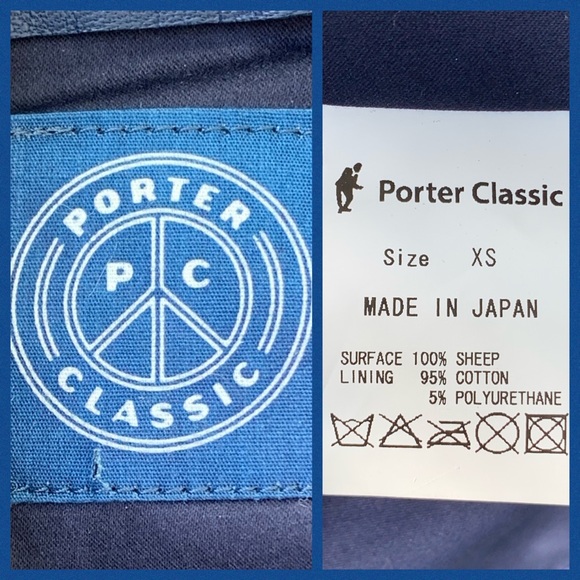 PORTER
P C
CLASSIC
Porter Classic
Size XS
MADE IN JAPAN
SURFACE 100% SHEEP
LINING 95% COTTON
5% POLYURETHANE